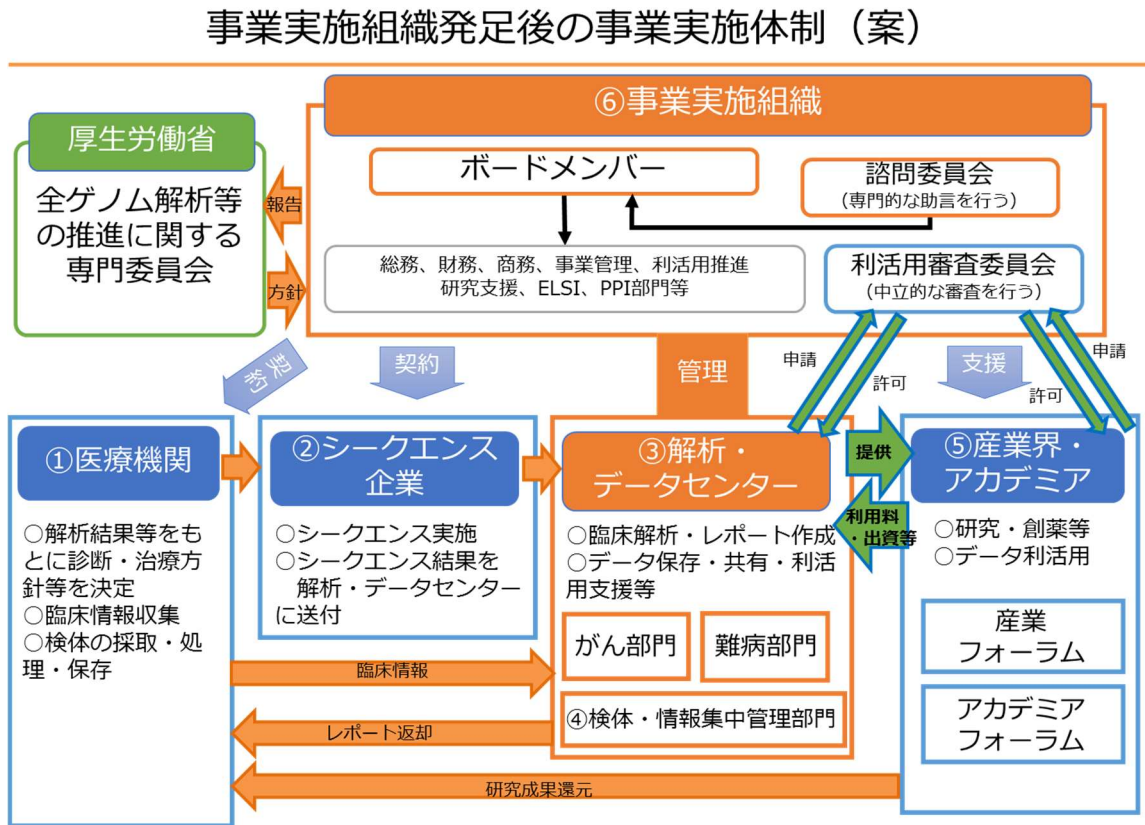 事業実施組織発足後の事業実施体制（案）
厚生労働省
全ゲノム解析等
の推進に関する
専門委員会
報告
方針
⑥事業実施組織
ボードメンバー
諮問委員会
（専門的な助言を行う）
総務、財務、商務、事業管理、利活用推進
研究支援、ELSI、PPI部門等
利活用審査委員会
（中立的な審査を行う）
契約
契約
管理
申請
許可
支援
申請
許可
①医療機関
○解析結果等をも
とに診断・治療方
針等を決定
○臨床情報収集
○検体の採取・処
理・保存
②シークエンス
企業
○シークエンス実施
○シークエンス結果を
解析・データセンター
に送付
③解析・
データセンター
○臨床解析・レポート作成
○データ保存・共有・利活
用支援等
がん部門
難病部門
④検体・情報集中管理部門
提供
利用料
・出資等
⑤産業界・
アカデミア
○研究・創薬等
○データ利活用
産業
フォーラム
アカデミア
フォーラム
臨床情報
レポート返却
研究成果還元